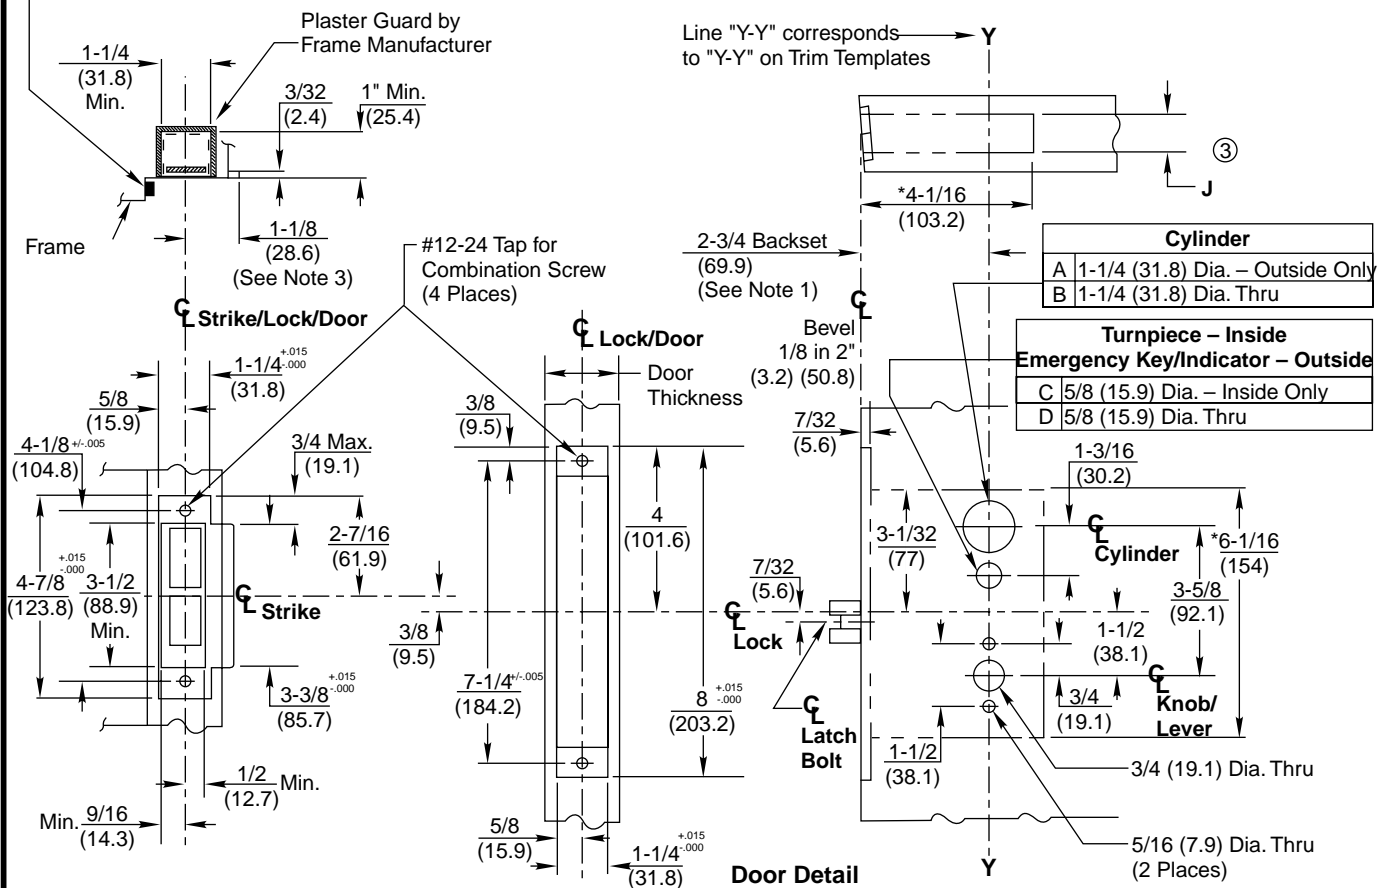 Plaster Guard by
Frame Manufacturer
1-1/4
(31.8)
Min.
3/32
(2.4)
1" Min.
(25.4)
Frame
1-1/8
(28.6)
(See Note 3)
Line "Y-Y" corresponds
to "Y-Y" on Trim Templates
Y
3
J
*4-1/16
(103.2)
2-3/4 Backset
(69.9)
(See Note 1)
Cylinder
A 1-1/4 (31.8) Dia. – Outside Only
B 1-1/4 (31.8) Dia. Thru
Turnpiece – Inside
Emergency Key/Indicator – Outside
C 5/8 (15.9) Dia. – Inside Only
D 5/8 (15.9) Dia. Thru
#12-24 Tap for
Combination Screw
(4 Places)
CL Strike/Lock/Door
1-1/4 +.015 -.000
(31.8)
5/8
(15.9)
4-1/8 +/-.005
(104.8)
3/4 Max.
(19.1)
2-7/16
(61.9)
+.015
-.000
4-7/8
(123.8)
3-1/2
(88.9)
Min.
CL Strike
3-3/8 +.015 -.000
(85.7)
1/2 Min.
(12.7)
Min. 9/16
(14.3)
CL Lock/Door
Door
Thickness
3/8
(9.5)
4
(101.6)
3/8
(9.5)
7-1/4 +/-.005
(184.2)
8 +.015 -.000
(203.2)
5/8
(15.9)
1-1/4 +.015 -.000
(31.8)
CL
Bevel
1/8 in 2"
(3.2) (50.8)
7/32
(5.6)
1-3/16
(30.2)
3-1/32
(77)
CL
Cylinder
*6-1/16
(154)
3-5/8
(92.1)
7/32
(5.6)
CL
Lock
1-1/2
(38.1)
3/4
(19.1)
CL
Knob/
Lever
CL
Latch
Bolt
1-1/2
(38.1)
3/4 (19.1) Dia. Thru
5/16 (7.9) Dia. Thru
(2 Places)
Door Detail
Y